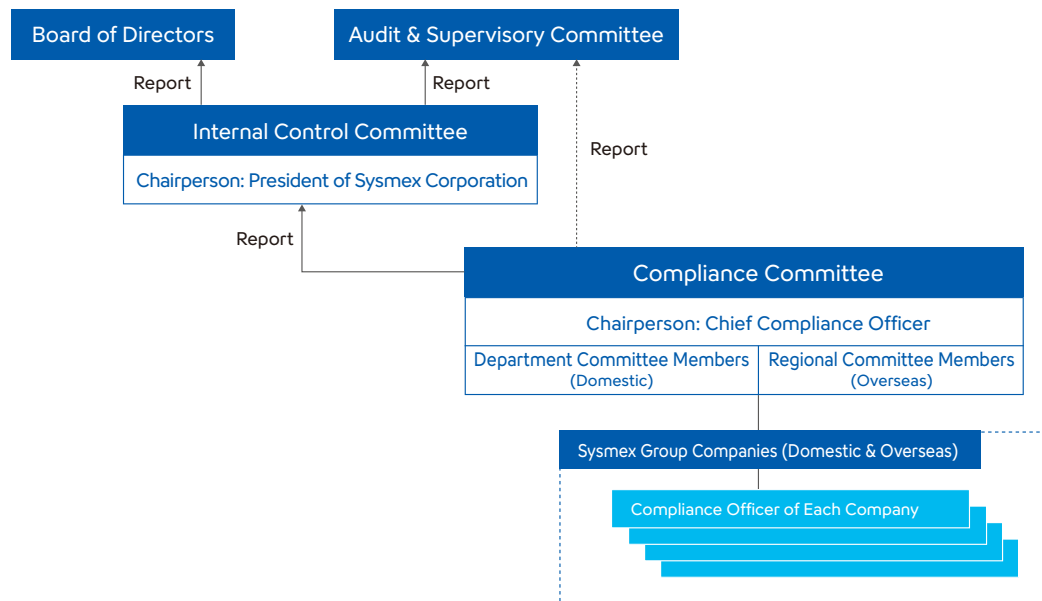 Board of Directors
Audit & Supervisory Committee
Report
Report
Internal Control Committee
Report
Chairperson: President of Sysmex Corporation
Report
Compliance Committee
Chairperson: Chief Compliance Officer
Department Committee Members
(Domestic)
Regional Committee Members
(Overseas)
Sysmex Group Companies (Domestic & Overseas)
Compliance Officer of Each Company